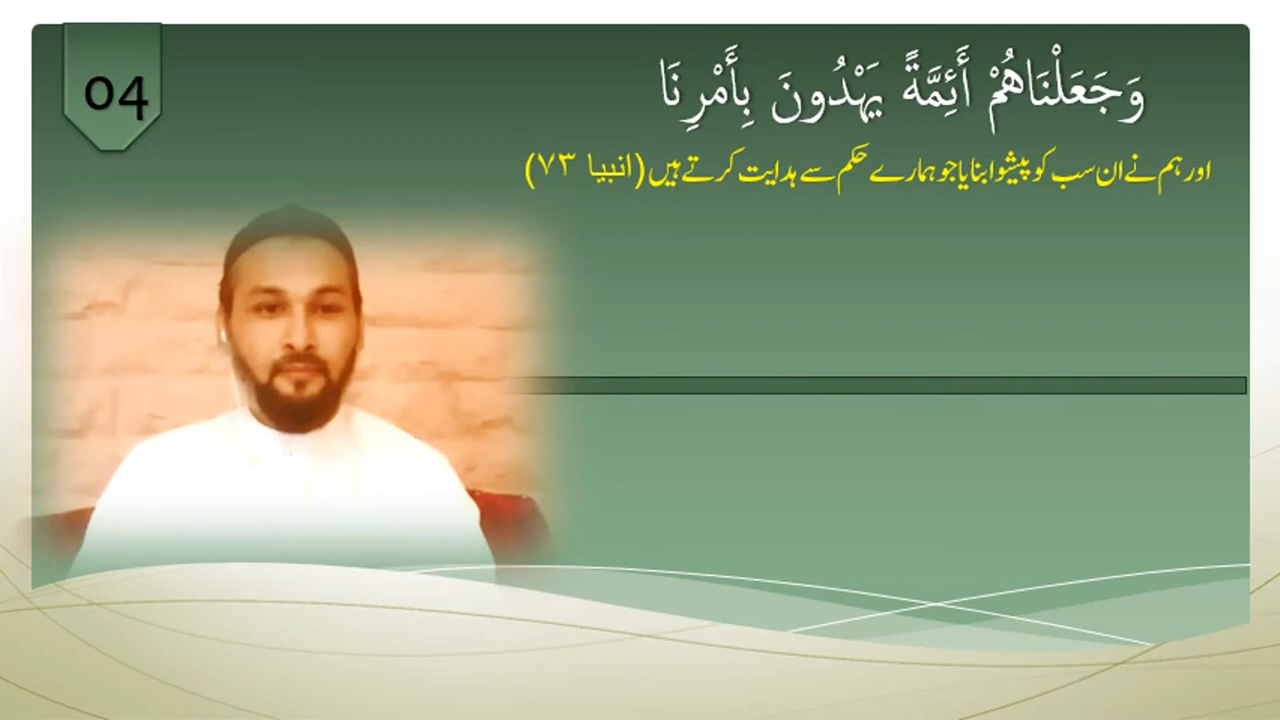 04
وَجَعَلْنَاهُمْ أَئِمَّةً يَهْدُونَ بِأَمْرِنَا
اور ہم نے ان سب کو پیشوا بنایا جو ہمارے حکم سے ہدایت کرتے ہیں (انبیا ۷۳)